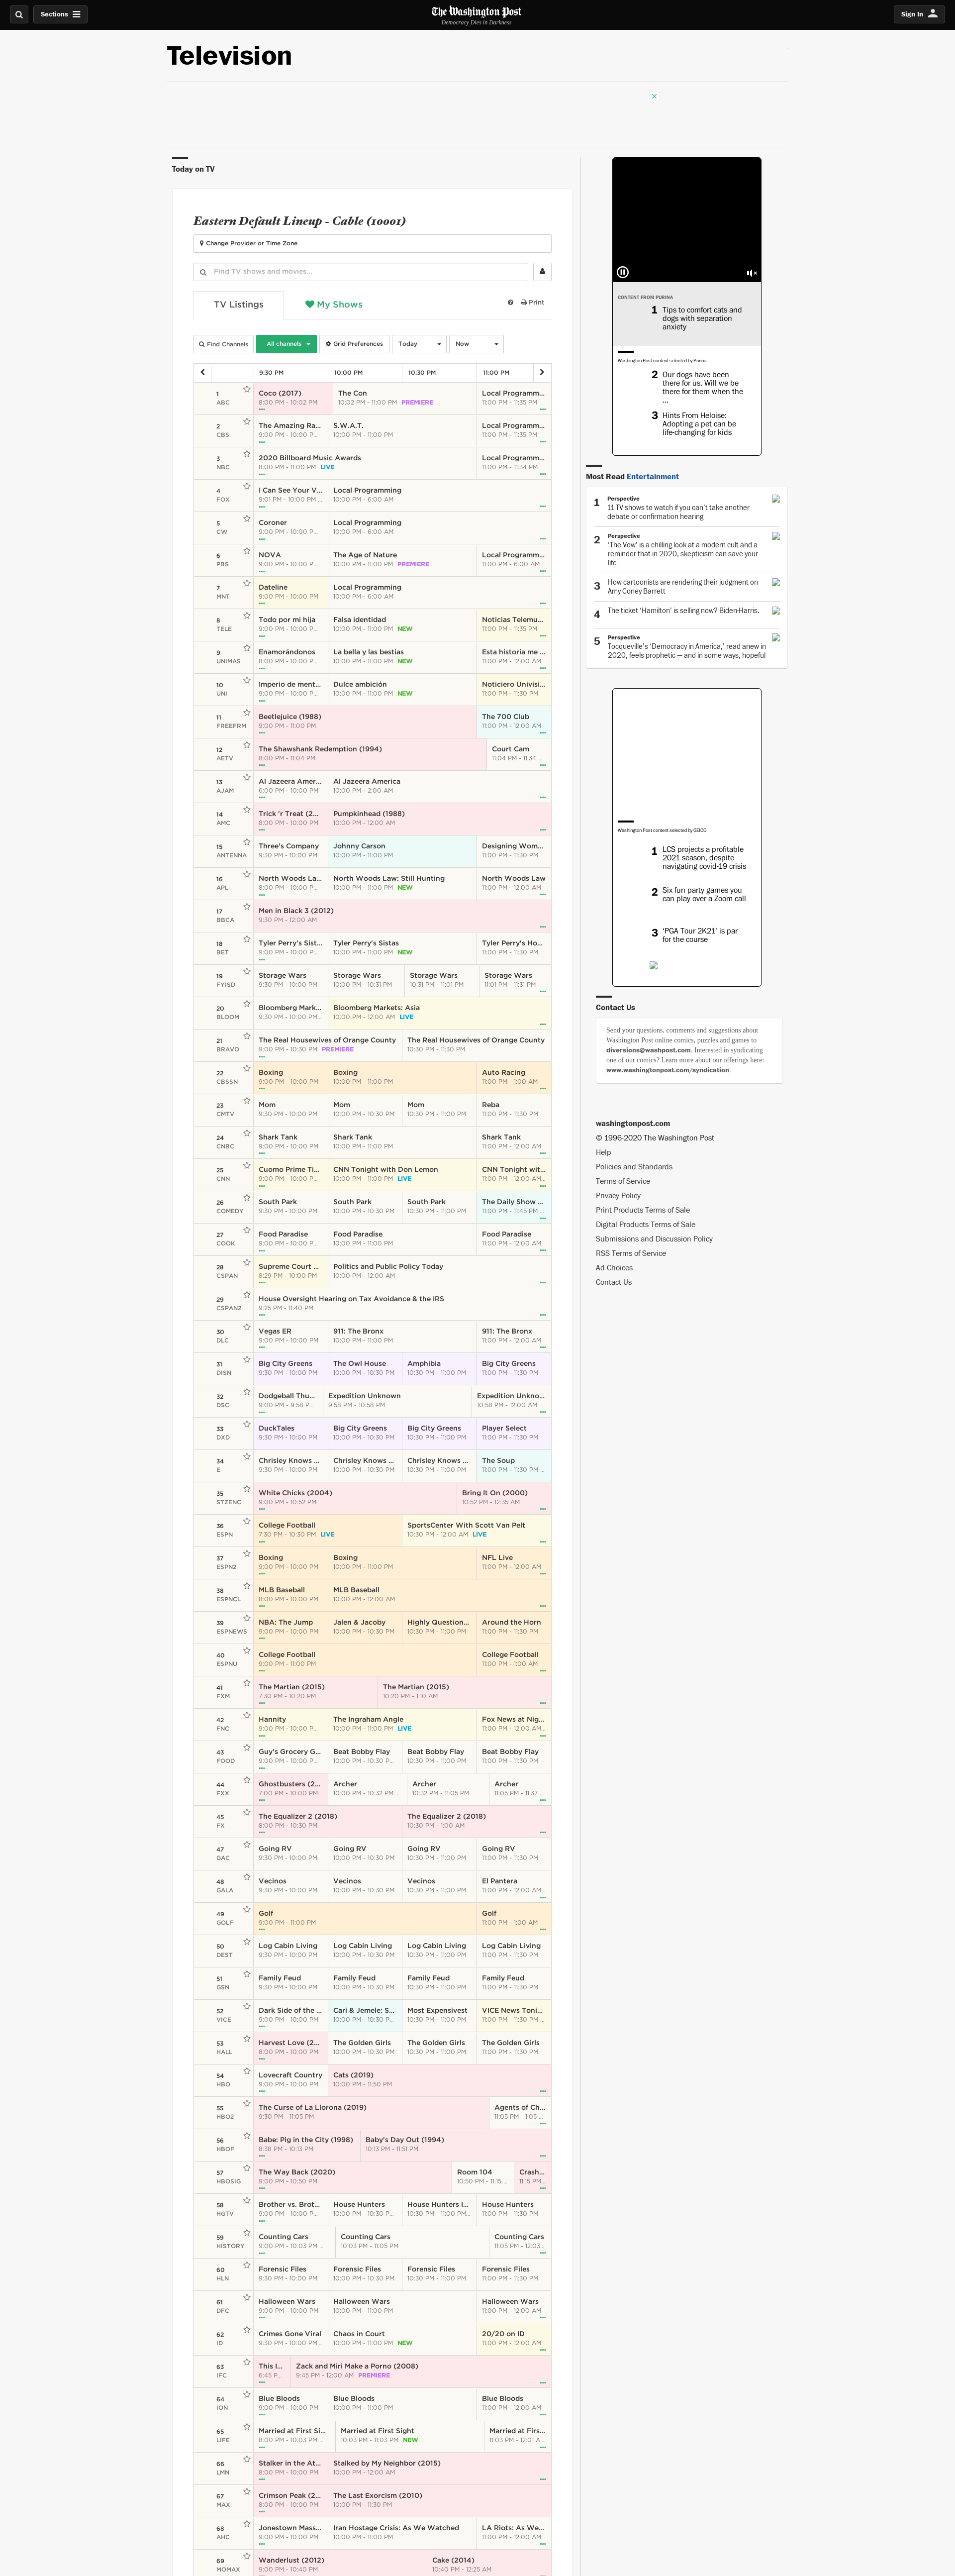 Sections
The Washington Post
Democracy Dies in Darkness
Sign In
Television
Today on TV
Eastern Default Lineup - Cable (10001)
Change Provider or Time Zone
Find TV shows and movies...
TV Listings
My Shows
Print
Find Channels
All channels
Grid Preferences
Today
Now
9:30 PM 10:00 PM 10:30 PM 11:00 PM
1 Coco (2017) The Con Local Programm...
ABC 8:00 PM - 10:02 PM 10:02 PM - 11:00 PM PREMIERE 11:00 PM - 11:35 PM
2 The Amazing Ra... S.W.A.T. Local Programm...
CBS 9:00 PM - 10:00 P... 10:00 PM - 11:00 PM 11:00 PM - 11:35 PM
3 2020 Billboard Music Awards Local Programm...
NBC 8:00 PM - 11:00 PM LIVE 11:00 PM - 11:34 PM
4 I Can See Your V... Local Programming
FOX 9:01 PM - 10:00 PM ... 10:00 PM - 6:00 AM
5 Coroner Local Programming
CW 9:00 PM - 10:00 P... 10:00 PM - 6:00 AM
6 NOVA The Age of Nature Local Programm...
PBS 9:00 PM - 10:00 P... 10:00 PM - 11:00 PM PREMIERE 11:00 PM - 6:00 AM
7 Dateline Local Programming
MNT 9:00 PM - 10:00 PM 10:00 PM - 6:00 AM
8 Todo por mi hija Falsa identidad Noticias Telemu...
TELE 9:00 PM - 10:00 P... 10:00 PM - 11:00 PM NEW 11:00 PM - 11:35 PM
9 Enamorándonos La bella y las bestias Esta historia me ...
UNIMAS 8:00 PM - 10:00 P... 10:00 PM - 11:00 PM NEW 11:00 PM - 12:00 AM
10 Imperio de ment... Dulce ambición Noticiero Univisi...
UNI 9:00 PM - 10:00 P... 10:00 PM - 11:00 PM NEW 11:00 PM - 11:30 PM
11 Beetlejuice (1988) The 700 Club
FREEFRM 9:00 PM - 11:00 PM 11:00 PM - 12:00 AM
12 The Shawshank Redemption (1994) Court Cam
AETV 8:00 PM - 11:04 PM 11:04 PM - 11:34 ...
13 Al Jazeera Amer... Al Jazeera America
AJAM 6:00 PM - 10:00 PM 10:00 PM - 2:00 AM
14 Trick 'r Treat (2... Pumpkinhead (1988)
AMC 8:00 PM - 10:00 PM 10:00 PM - 12:00 AM
15 Three's Company Johnny Carson Designing Wom...
ANTENNA 9:30 PM - 10:00 PM 10:00 PM - 11:00 PM 11:00 PM - 11:30 PM
16 North Woods La... North Woods Law: Still Hunting North Woods Law
APL 8:00 PM - 10:00 P... 10:00 PM - 11:00 PM NEW 11:00 PM - 12:00 AM
17 Men in Black 3 (2012)
BBCA 9:30 PM - 12:00 AM
18 Tyler Perry's Sist... Tyler Perry's Sistas Tyler Perry's Ho...
BET 9:00 PM - 10:00 P... 10:00 PM - 11:00 PM NEW 11:00 PM - 11:30 PM
19 Storage Wars Storage Wars Storage Wars Storage Wars
FYISD 9:30 PM - 10:00 PM 10:00 PM - 10:31 PM 10:31 PM - 11:01 PM 11:01 PM - 11:31 PM
20 Bloomberg Mark... Bloomberg Markets: Asia
BLOOM 9:30 PM - 10:00 PM... 10:00 PM - 12:00 AM LIVE
21 The Real Housewives of Orange County The Real Housewives of Orange County
BRAVO 9:00 PM - 10:30 PM PREMIERE 10:30 PM - 11:30 PM
22 Boxing Boxing Auto Racing
CBSSN 9:00 PM - 10:00 PM 10:00 PM - 11:00 PM 11:00 PM - 1:00 AM
23 Mom Mom Mom Reba
CMTV 9:30 PM - 10:00 PM 10:00 PM - 10:30 PM 10:30 PM - 11:00 PM 11:00 PM - 11:30 PM
24 Shark Tank Shark Tank Shark Tank
CNBC 9:00 PM - 10:00 PM 10:00 PM - 11:00 PM 11:00 PM - 12:00 AM
25 Cuomo Prime Ti... CNN Tonight with Don Lemon CNN Tonight wit...
CNN 9:00 PM - 10:00 P... 10:00 PM - 11:00 PM LIVE 11:00 PM - 12:00 AM...
26 South Park South Park South Park The Daily Show ...
COMEDY 9:30 PM - 10:00 PM 10:00 PM - 10:30 PM 10:30 PM - 11:00 PM 11:00 PM - 11:45 PM ...
27 Food Paradise Food Paradise Food Paradise
COOK 9:00 PM - 10:00 P... 10:00 PM - 11:00 PM 11:00 PM - 12:00 AM
28 Supreme Court ... Politics and Public Policy Today
CSPAN 8:29 PM - 10:00 PM 10:00 PM - 12:00 AM
29 House Oversight Hearing on Tax Avoidance & the IRS
CSPAN2 9:25 PM - 11:40 PM
30 Vegas ER 911: The Bronx 911: The Bronx
DLC 9:00 PM - 10:00 PM 10:00 PM - 11:00 PM 11:00 PM - 12:00 AM
31 Big City Greens The Owl House Amphibia Big City Greens
DISN 9:30 PM - 10:00 PM 10:00 PM - 10:30 PM 10:30 PM - 11:00 PM 11:00 PM - 11:30 PM
32 Dodgeball Thu... Expedition Unknown Expedition Unkno...
DSC 9:00 PM - 9:58 P... 9:58 PM - 10:58 PM 10:58 PM - 12:00 AM
33 DuckTales Big City Greens Big City Greens Player Select
DXD 9:30 PM - 10:00 PM 10:00 PM - 10:30 PM 10:30 PM - 11:00 PM 11:00 PM - 11:30 PM
34 Chrisley Knows ... Chrisley Knows ... Chrisley Knows ... The Soup
E 9:30 PM - 10:00 PM 10:00 PM - 10:30 PM 10:30 PM - 11:00 PM 11:00 PM - 11:30 PM ...
35 White Chicks (2004) Bring It On (2000)
STZENC 9:00 PM - 10:52 PM 10:52 PM - 12:35 AM
36 College Football SportsCenter With Scott Van Pelt
ESPN 7:30 PM - 10:30 PM LIVE 10:30 PM - 12:00 AM LIVE
37 Boxing Boxing NFL Live
ESPN2 9:00 PM - 10:00 PM 10:00 PM - 11:00 PM 11:00 PM - 12:00 AM
38 MLB Baseball MLB Baseball
ESPNCL 8:00 PM - 10:00 PM 10:00 PM - 12:00 AM
39 NBA: The Jump Jalen & Jacoby Highly Question... Around the Horn
ESPNEWS 9:00 PM - 10:00 PM 10:00 PM - 10:30 PM 10:30 PM - 11:00 PM 11:00 PM - 11:30 PM
40 College Football College Football
ESPNU 9:00 PM - 11:00 PM 11:00 PM - 1:00 AM
41 The Martian (2015) The Martian (2015)
FXM 7:30 PM - 10:20 PM 10:20 PM - 1:10 AM
42 Hannity The Ingraham Angle Fox News at Nig...
FNC 9:00 PM - 10:00 P... 10:00 PM - 11:00 PM LIVE 11:00 PM - 12:00 AM...
43 Guy's Grocery G... Beat Bobby Flay Beat Bobby Flay Beat Bobby Flay
FOOD 9:00 PM - 10:00 P... 10:00 PM - 10:30 P... 10:30 PM - 11:00 PM 11:00 PM - 11:30 PM
44 Ghostbusters (2... Archer Archer Archer
FXX 7:00 PM - 10:00 PM 10:00 PM - 10:32 PM ... 10:32 PM - 11:05 PM 11:05 PM - 11:37 ...
45 The Equalizer 2 (2018) The Equalizer 2 (2018)
FX 8:00 PM - 10:30 PM 10:30 PM - 1:00 AM
47 Going RV Going RV Going RV Going RV
GAC 9:30 PM - 10:00 PM 10:00 PM - 10:30 PM 10:30 PM - 11:00 PM 11:00 PM - 11:30 PM
48 Vecinos Vecinos Vecinos El Pantera
GALA 9:30 PM - 10:00 PM 10:00 PM - 10:30 PM 10:30 PM - 11:00 PM 11:00 PM - 12:00 AM...
49 Golf Golf
GOLF 9:00 PM - 11:00 PM 11:00 PM - 1:00 AM
50 Log Cabin Living Log Cabin Living Log Cabin Living Log Cabin Living
DEST 9:30 PM - 10:00 PM 10:00 PM - 10:30 PM 10:30 PM - 11:00 PM 11:00 PM - 11:30 PM
51 Family Feud Family Feud Family Feud Family Feud
GSN 9:30 PM - 10:00 PM 10:00 PM - 10:30 PM 10:30 PM - 11:00 PM 11:00 PM - 11:30 PM
52 Dark Side of the ... Cari & Jemele: S... Most Expensivest VICE News Toni...
VICE 9:00 PM - 10:00 PM 10:00 PM - 10:30 P... 10:30 PM - 11:00 PM 11:00 PM - 11:30 PM ...
53 Harvest Love (2... The Golden Girls The Golden Girls The Golden Girls
HALL 8:00 PM - 10:00 PM 10:00 PM - 10:30 PM 10:30 PM - 11:00 PM 11:00 PM - 11:30 PM
54 Lovecraft Country Cats (2019)
HBO 9:00 PM - 10:00 PM 10:00 PM - 11:50 PM
55 The Curse of La Llorona (2019) Agents of Ch...
HBO2 9:30 PM - 11:05 PM 11:05 PM - 1:05 ...
56 Babe: Pig in the City (1998) Baby's Day Out (1994)
HBOF 8:38 PM - 10:13 PM 10:13 PM - 11:51 PM
57 The Way Back (2020) Room 104 Crash...
HBOSIG 9:00 PM - 10:50 PM 10:50 PM - 11:15 ... 11:15 PM...
58 Brother vs. Brot... House Hunters House Hunters I... House Hunters
HGTV 9:00 PM - 10:00 P... 10:00 PM - 10:30 P... 10:30 PM - 11:00 PM... 11:00 PM - 11:30 PM
59 Counting Cars Counting Cars Counting Cars
HISTORY 9:00 PM - 10:03 PM ... 10:03 PM - 11:05 PM 11:05 PM - 12:03...
60 Forensic Files Forensic Files Forensic Files Forensic Files
HLN 9:30 PM - 10:00 PM 10:00 PM - 10:30 PM 10:30 PM - 11:00 PM 11:00 PM - 11:30 PM
61 Halloween Wars Halloween Wars Halloween Wars
DFC 9:00 PM - 10:00 PM 10:00 PM - 11:00 PM 11:00 PM - 12:00 AM
62 Crimes Gone Viral Chaos in Court 20/20 on ID
ID 9:30 PM - 10:00 PM... 10:00 PM - 11:00 PM NEW 11:00 PM - 12:00 AM
63 This I... Zack and Miri Make a Porno (2008)
IFC 6:45 P... 9:45 PM - 12:00 AM PREMIERE
64 Blue Bloods Blue Bloods Blue Bloods
ION 9:00 PM - 10:00 PM 10:00 PM - 11:00 PM 11:00 PM - 12:00 AM
65 Married at First Si... Married at First Sight Married at Firs...
LIFE 8:00 PM - 10:03 PM ... 10:03 PM - 11:03 PM NEW 11:03 PM - 12:01 A...
66 Stalker in the At... Stalked by My Neighbor (2015)
LMN 8:00 PM - 10:00 PM 10:00 PM - 12:00 AM
67 Crimson Peak (2... The Last Exorcism (2010)
MAX 8:00 PM - 10:00 PM 10:00 PM - 11:30 PM
68 Jonestown Mass... Iran Hostage Crisis: As We Watched LA Riots: As We...
AHC 9:00 PM - 10:00 PM 10:00 PM - 11:00 PM 11:00 PM - 12:00 AM
69 Wanderlust (2012) Cake (2014)
MOMAX 9:00 PM - 10:40 PM 10:40 PM - 12:25 AM
CONTENT FROM PURINA
1 Tips to comfort cats and
dogs with separation
anxiety
Washington Post content selected by Purina
2 Our dogs have been
there for us. Will we be
there for them when the
...
3 Hints From Heloise:
Adopting a pet can be
life-changing for kids
Most Read Entertainment
1 Perspective
11 TV shows to watch if you can't take another
debate or confirmation hearing
2 Perspective
'The Vow' is a chilling look at a modern cult and a
reminder that in 2020, skepticism can save your
life
3 How cartoonists are rendering their judgment on
Amy Coney Barrett
4 The ticket 'Hamilton' is selling now? Biden-Harris.
5 Perspective
Tocqueville's 'Democracy in America,' read anew in
2020, feels prophetic — and in some ways, hopeful
Washington Post content selected by GEICO
1 LCS projects a profitable
2021 season, despite
navigating covid-19 crisis
2 Six fun party games you
can play over a Zoom call
3 'PGA Tour 2K21' is par
for the course
Contact Us
Send your questions, comments and suggestions about
Washington Post online comics, puzzles and games to
diversions@washpost.com. Interested in syndicating
one of our comics? Learn more about our offerings here:
www.washingtonpost.com/syndication.
washingtonpost.com
© 1996-2020 The Washington Post
Help
Policies and Standards
Terms of Service
Privacy Policy
Print Products Terms of Sale
Digital Products Terms of Sale
Submissions and Discussion Policy
RSS Terms of Service
Ad Choices
Contact Us